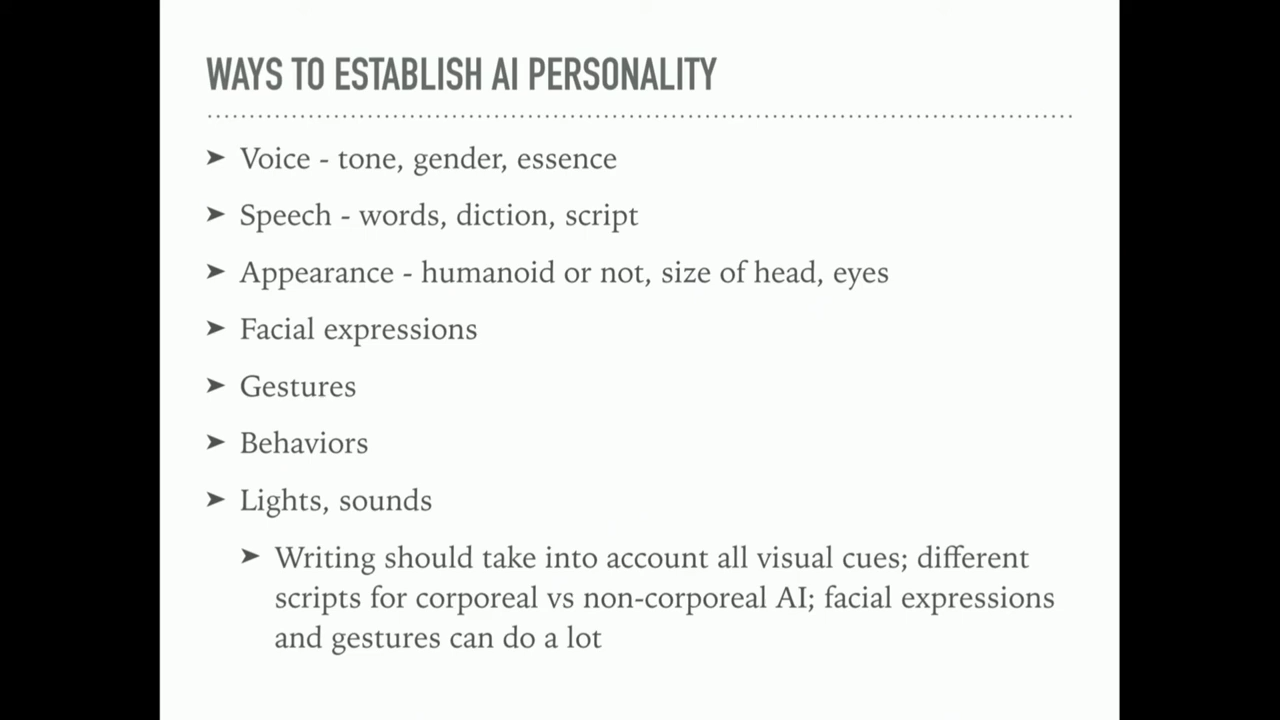 WAYS TO ESTABLISH AI PERSONALITY
➤ Voice - tone, gender, essence
➤ Speech - words, diction, script
➤ Appearance - humanoid or not, size of head, eyes
➤ Facial expressions
➤ Gestures
➤ Behaviors
➤ Lights, sounds
➤ Writing should take into account all visual cues; different
scripts for corporeal vs non-corporeal AI; facial expressions
and gestures can do a lot